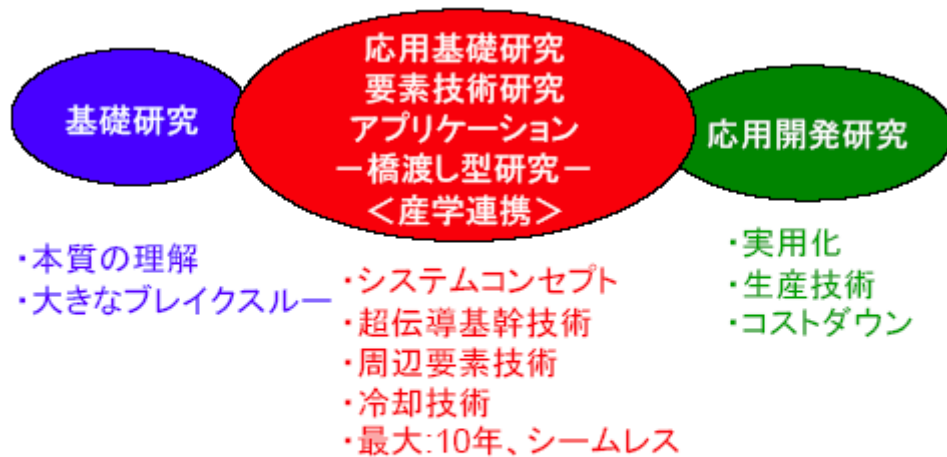 基礎研究
応用基礎研究
要素技術研究
アプリケーション
－橋渡し型研究－
＜産学連携＞
応用開発研究
・本質の理解
・大きなブレイクスルー
・システムコンセプト
・超伝導基幹技術
・周辺要素技術
・冷却技術
・最大:10年、シームレス
・実用化
・生産技術
・コストダウン